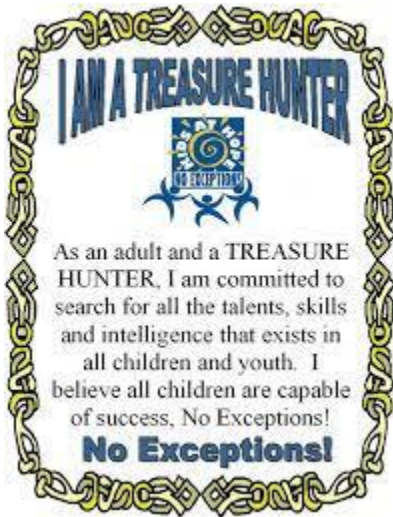 I AM A TREASURE HUNTER
KIDS AT HOPE
NO EXCEPTIONS
As an adult and a TREASURE
HUNTER, I am committed to
search for all the talents, skills
and intelligence that exists in
all children and youth.  I
believe all children are capable
of success, No Exceptions!
No Exceptions!